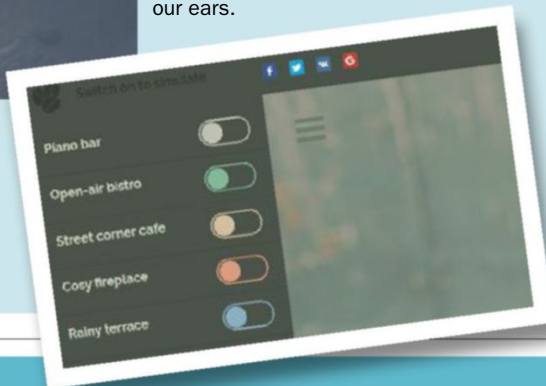 our ears.
Switch on to simulate
Piano bar
Open-air bistro
Street corner cafe
Cosy fireplace
Rainy terrace